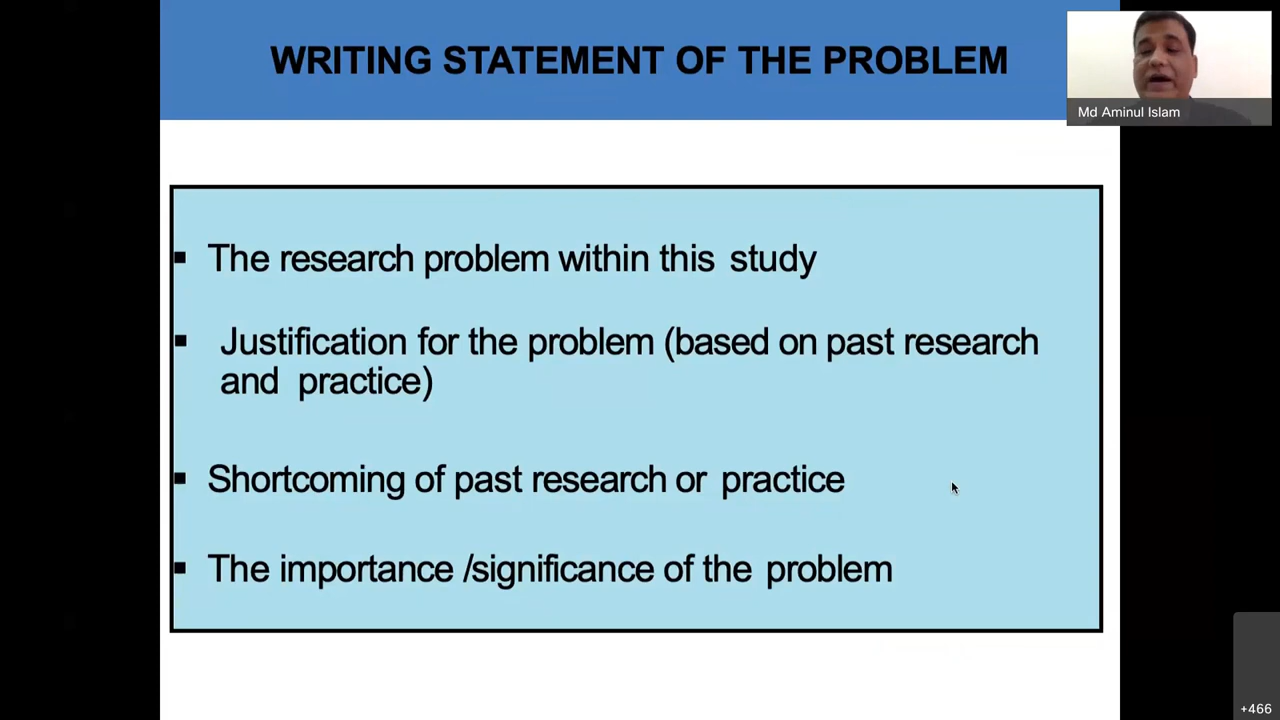 WRITING STATEMENT OF THE PROBLEM
Md Aminul Islam
▪ The research problem within this study
▪ Justification for the problem (based on past research
and practice)
▪ Shortcoming of past research or practice
▪ The importance /significance of the problem
+466